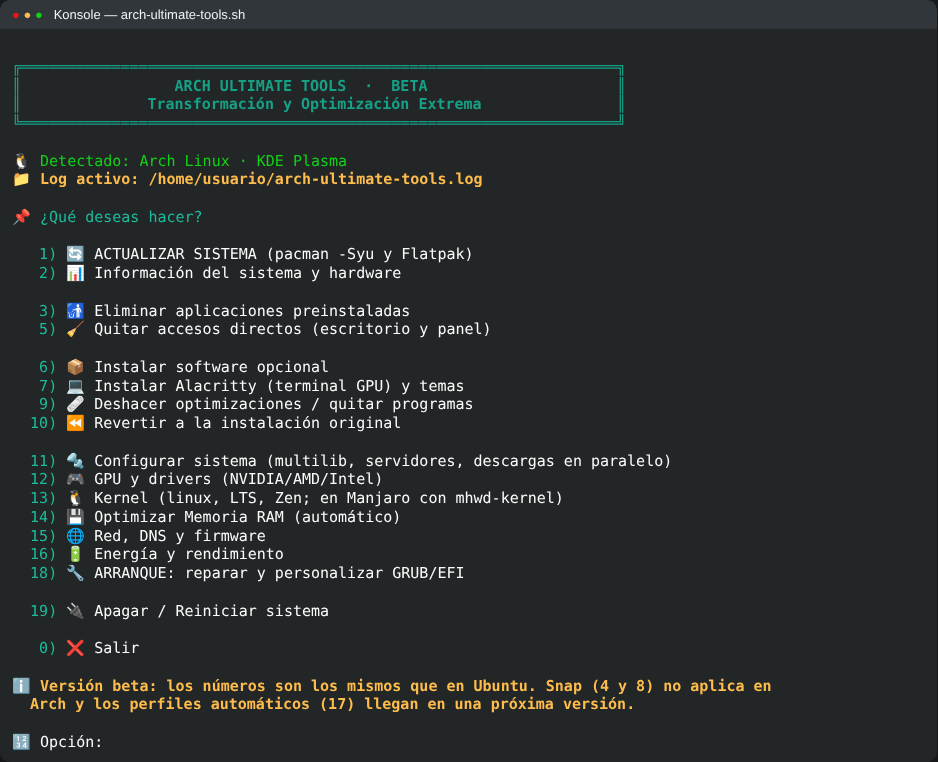 Konsole — arch-ultimate-tools.sh
ARCH ULTIMATE TOOLS · BETA
Transformación y Optimización Extrema
🐧 Detectado: Arch Linux · KDE Plasma
📁 Log activo: /home/usuario/arch-ultimate-tools.log
📌 ¿Qué deseas hacer?
1) 🔄 ACTUALIZAR SISTEMA (pacman -Syu y Flatpak)
2) 📊 Información del sistema y hardware
3) 🚮 Eliminar aplicaciones preinstaladas
5) 🧹 Quitar accesos directos (escritorio y panel)
6) 📦 Instalar software opcional
7) 💻 Instalar Alacritty (terminal GPU) y temas
9) 🩹 Deshacer optimizaciones / quitar programas
10) ⏪ Revertir a la instalación original
11) 🔩 Configurar sistema (multilib, servidores, descargas en paralelo)
12) 🎮 GPU y drivers (NVIDIA/AMD/Intel)
13) 🐧 Kernel (linux, LTS, Zen; en Manjaro con mhwd-kernel)
14) 💾 Optimizar Memoria RAM (automático)
15) 🌐 Red, DNS y firmware
16) 🔋 Energía y rendimiento
18) 🔧 ARRANQUE: reparar y personalizar GRUB/EFI
19) 🔌 Apagar / Reiniciar sistema
0) ❌ Salir
ℹ️ Versión beta: los números son los mismos que en Ubuntu. Snap (4 y 8) no aplica en
Arch y los perfiles automáticos (17) llegan en una próxima versión.
🔢 Opción: